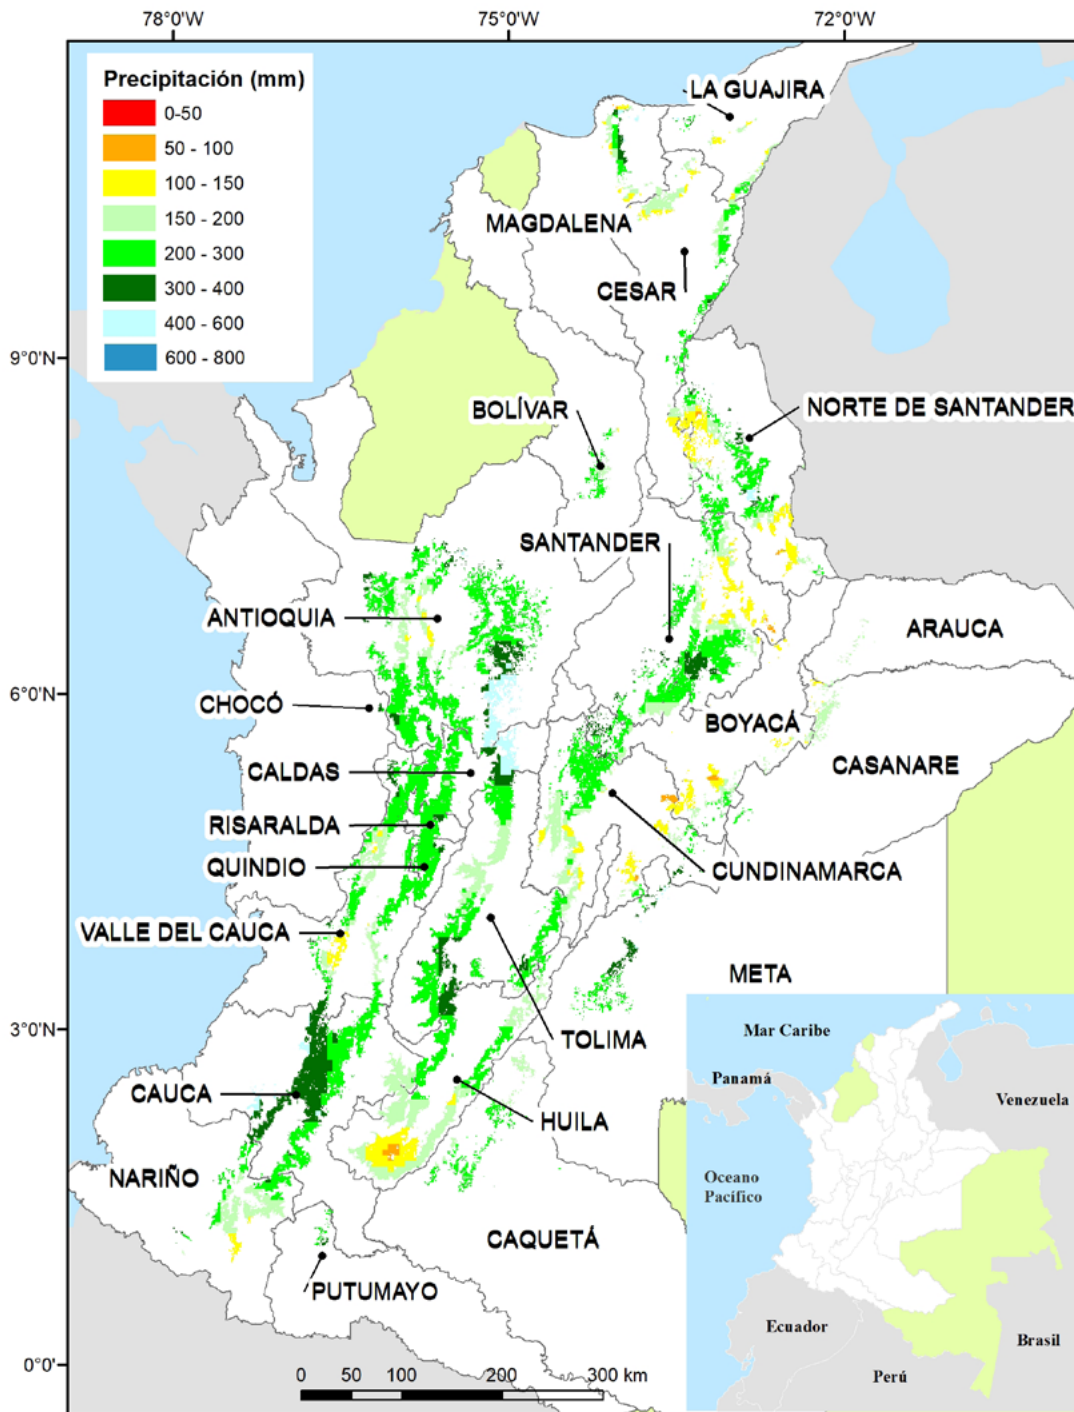 78°0'W
75°0'W
72°0'W
Precipitación (mm)
0-50
50 - 100
100 - 150
150 - 200
200 - 300
300 - 400
400 - 600
600 - 800
LA GUAJIRA
MAGDALENA
CESAR
9°0'N
BOLÍVAR
NORTE DE SANTANDER
SANTANDER
ANTIOQUIA
ARAUCA
6°0'N
CHOCÓ
BOYACÁ
CALDAS
CASANARE
RISARALDA
QUINDIO
CUNDINAMARCA
VALLE DEL CAUCA
META
3°0'N
TOLIMA
CAUCA
HUILA
NARIÑO
CAQUETÁ
PUTUMAYO
0°0'
0 50 100 200 300 km
Mar Caribe
Panamá
Venezuela
Oceano
Pacífico
Ecuador
Brasil
Perú